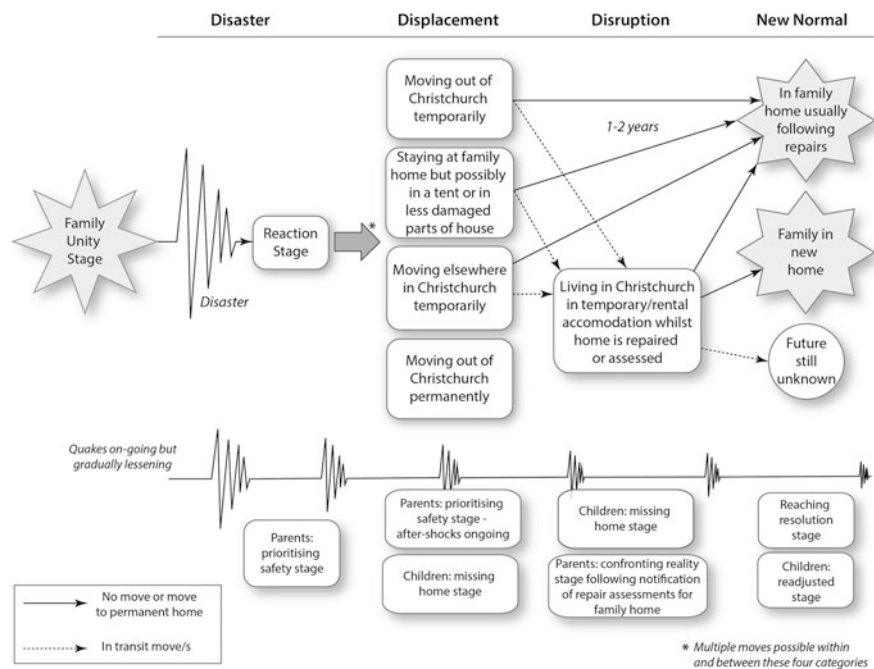 Disaster
Displacement
Disruption
New Normal
Family
Unity
Stage
Disaster
Reaction
Stage
*
Moving out of
Christchurch
temporarily
Staying at family
home but possibly
in a tent or in
less damaged
parts of house
Moving elsewhere
in Christchurch
temporarily
Moving out of
Christchurch
permanently
1-2 years
Living in Christchurch
in temporary/rental
accomodation whilst
home is repaired
or assessed
In family
home usually
following
repairs
Family in
new
home
Future
still
unknown
Quakes on-going but
gradually lessening
Parents:
prioritising
safety stage
Parents: prioritising
safety stage -
after-shocks ongoing
Children: missing
home stage
Children: missing
home stage
Parents: confronting reality
stage following notification
of repair assessments for
family home
Reaching
resolution
stage
Children:
readjusted
stage
No move or move
to permanent home
In transit move/s
* Multiple moves possible within
and between these four categories